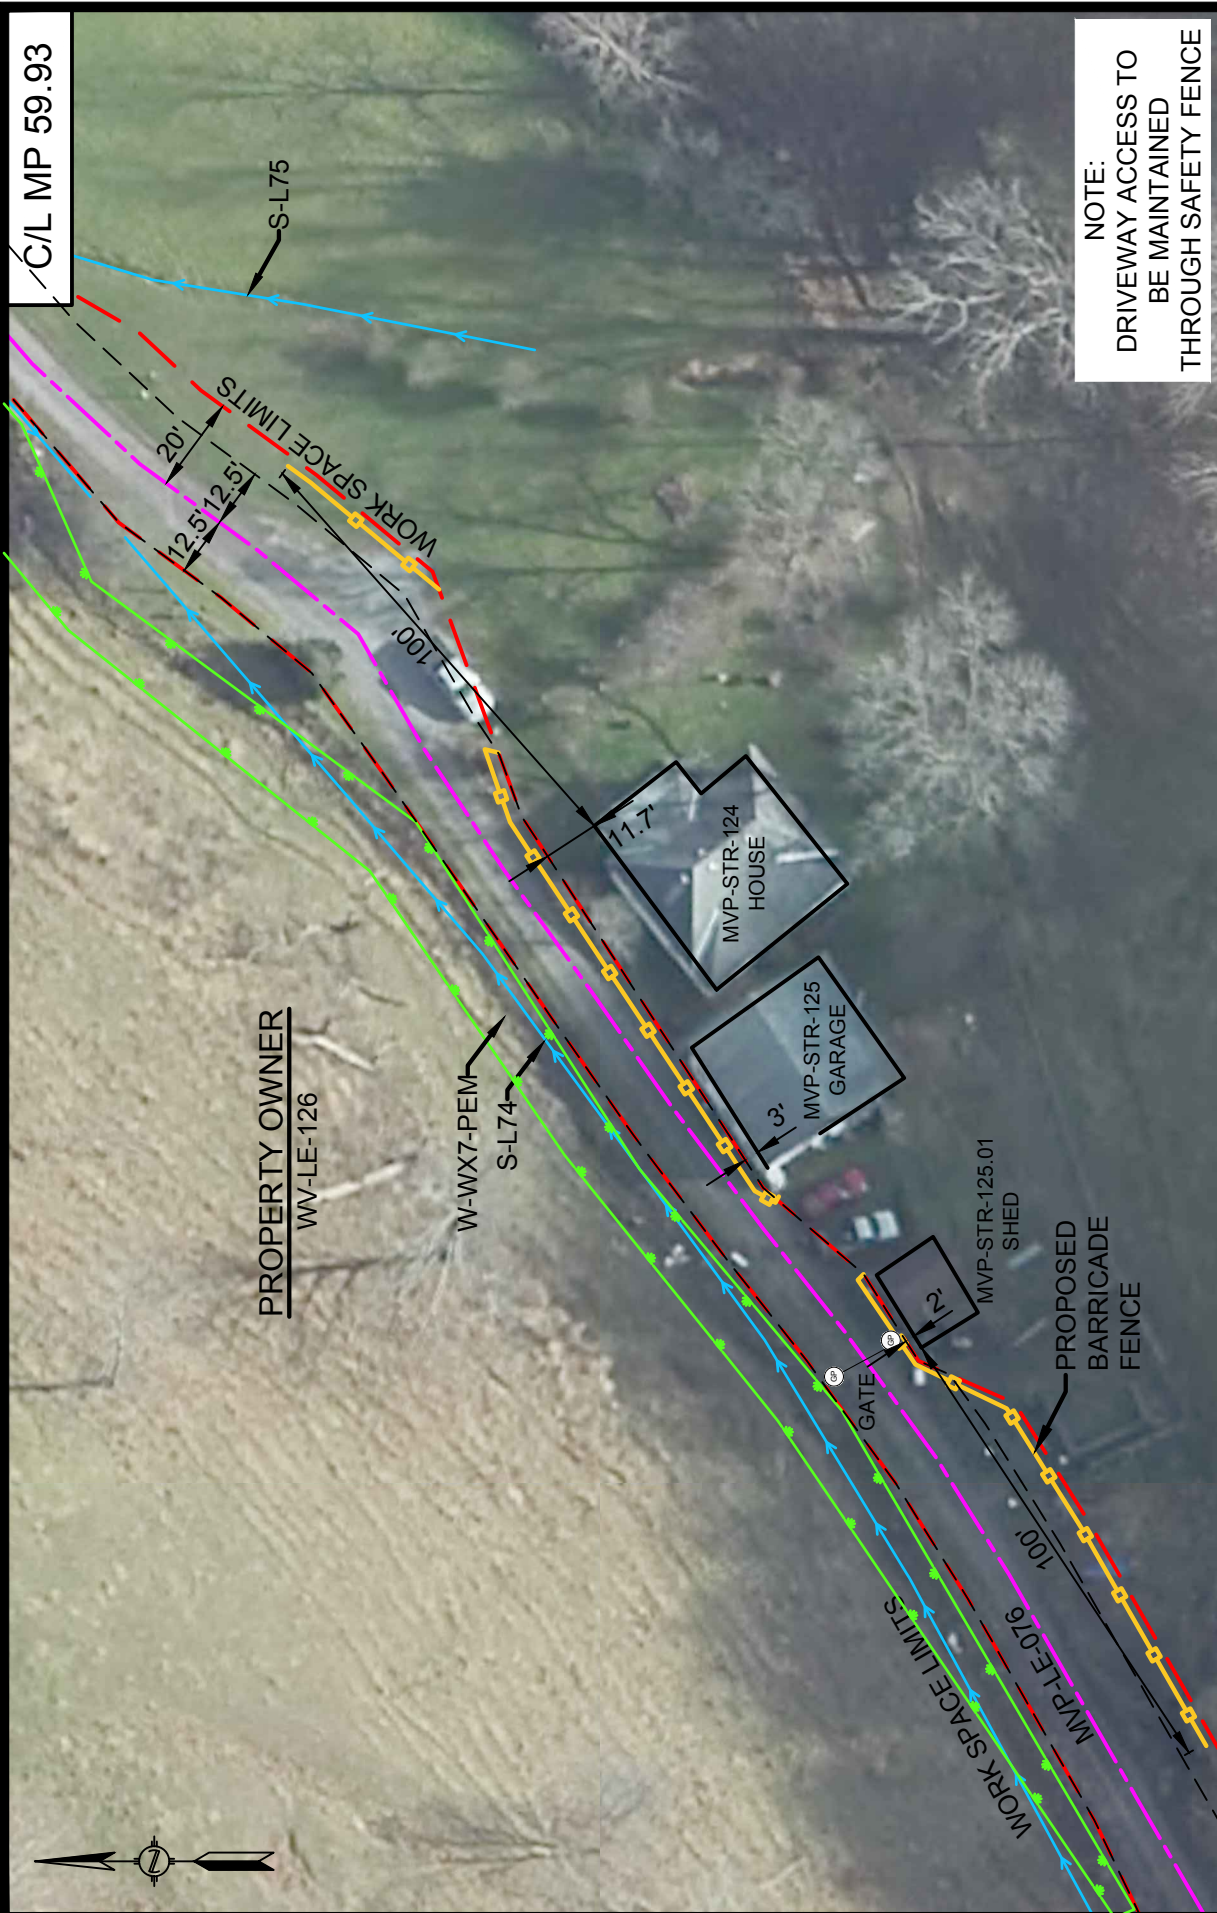 C/L MP 59.93
S-L75
NOTE:
DRIVEWAY ACCESS TO
BE MAINTAINED
THROUGH SAFETY FENCE
WORK SPACE LIMITS
20'
12.5'
12.5'
100'
11.7'
MVP-STR-124
HOUSE
PROPERTY OWNER
WV-LE-126
W-WX7-PEM
S-L74
MVP-STR-125
GARAGE
3'
MVP-STR-125.01
SHED
2'
PROPOSED
BARRICADE
FENCE
GP
GP
GATE
100'
MVP-LE-076
WORK SPACE LIMITS
Z